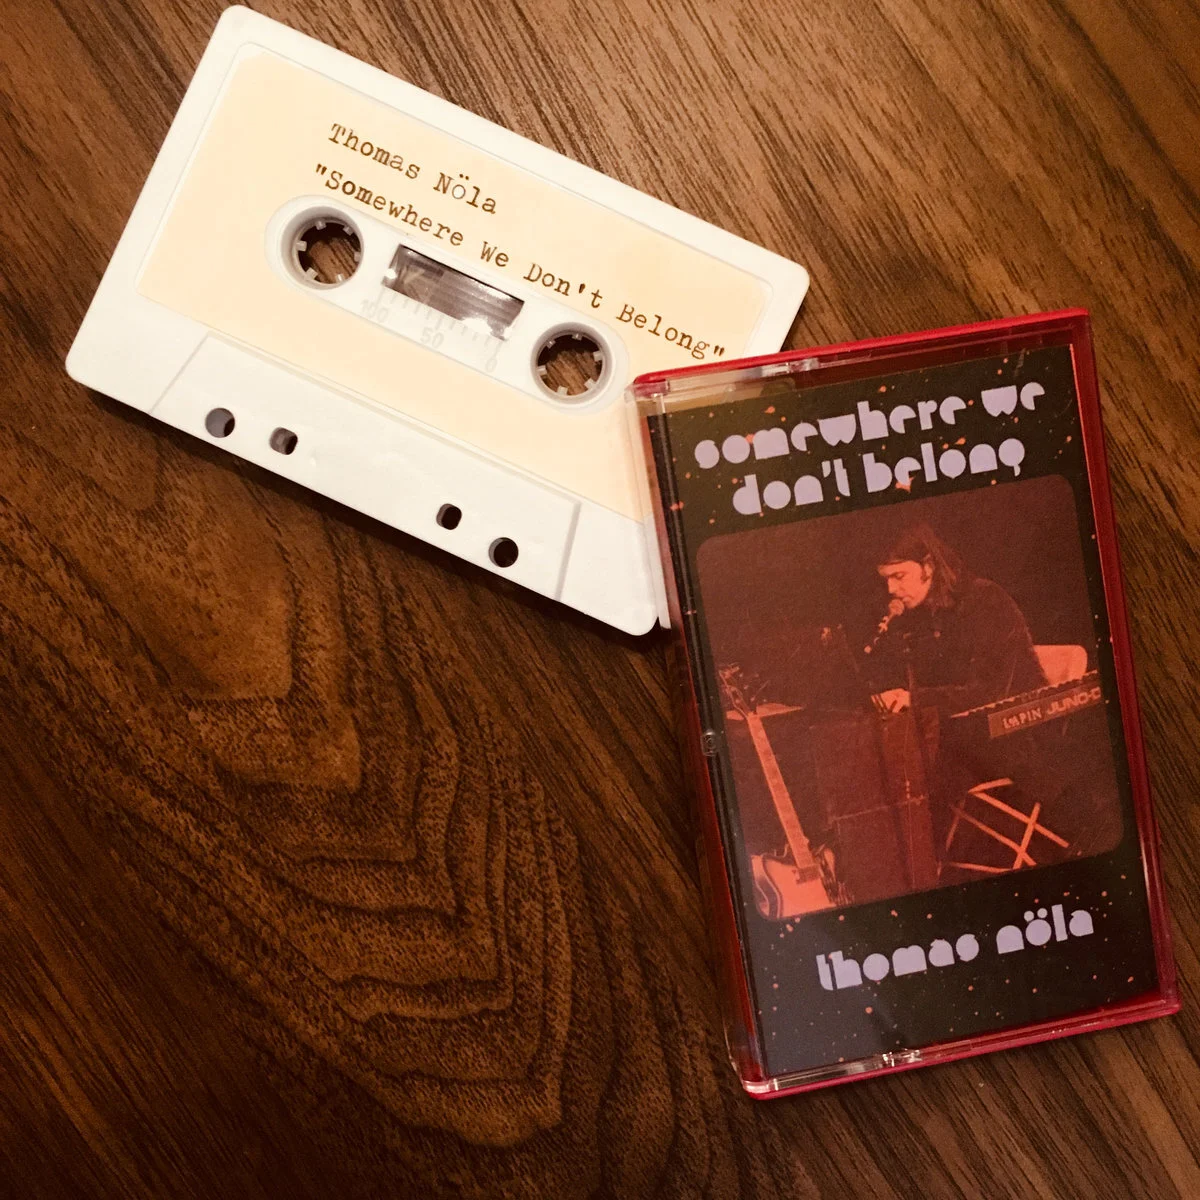 Thomas Nöla
"Somewhere We Don't Belong"
100 50 0
somewhere we
don't belong
JUNO-
thomas nöla